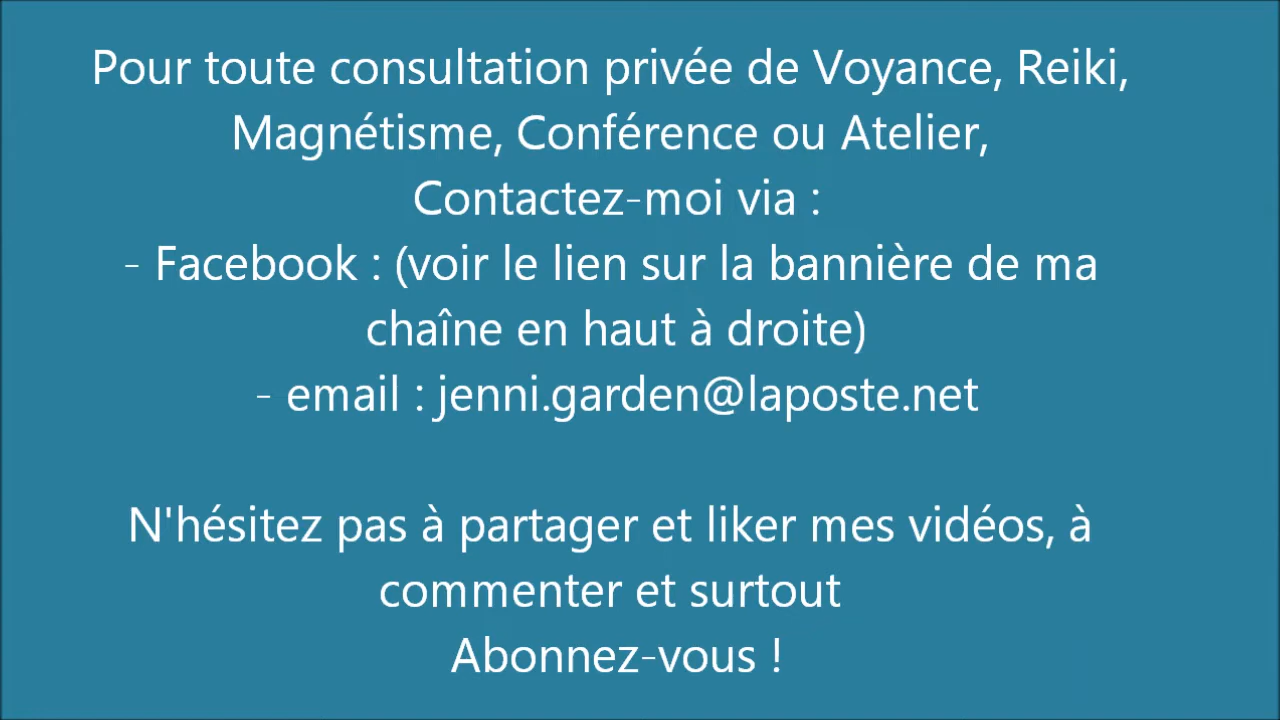 Pour toute consultation privée de Voyance, Reiki,
Magnétisme, Conférence ou Atelier,
Contactez-moi via :
- Facebook : (voir le lien sur la bannière de ma
chaîne en haut à droite)
- email : jenni.garden@laposte.net
N'hésitez pas à partager et liker mes vidéos, à
commenter et surtout
Abonnez-vous !